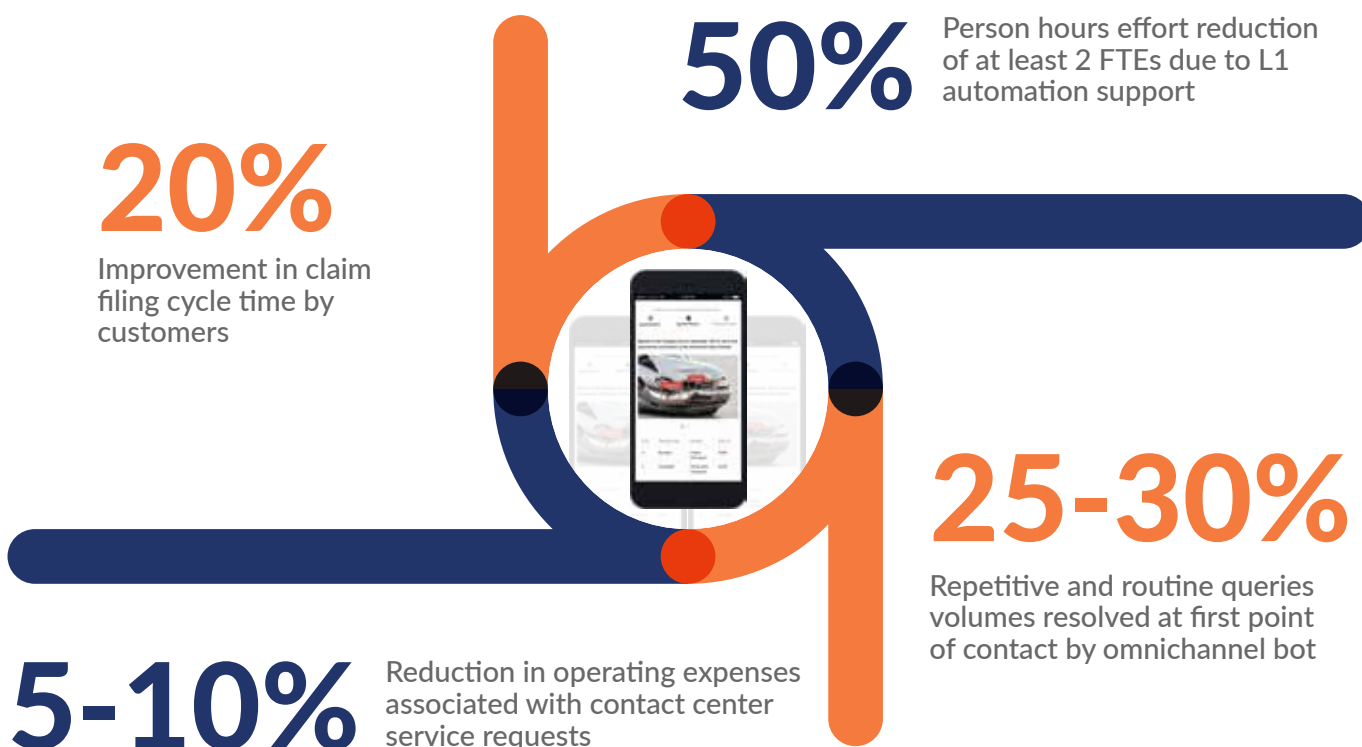 50%
Person hours effort reduction
of at least 2 FTEs due to L1
automation support
20%
Improvement in claim
filing cycle time by
customers
25-30%
Repetitive and routine queries
volumes resolved at first point
of contact by omnichannel bot
5-10%
Reduction in operating expenses
associated with contact center
service requests